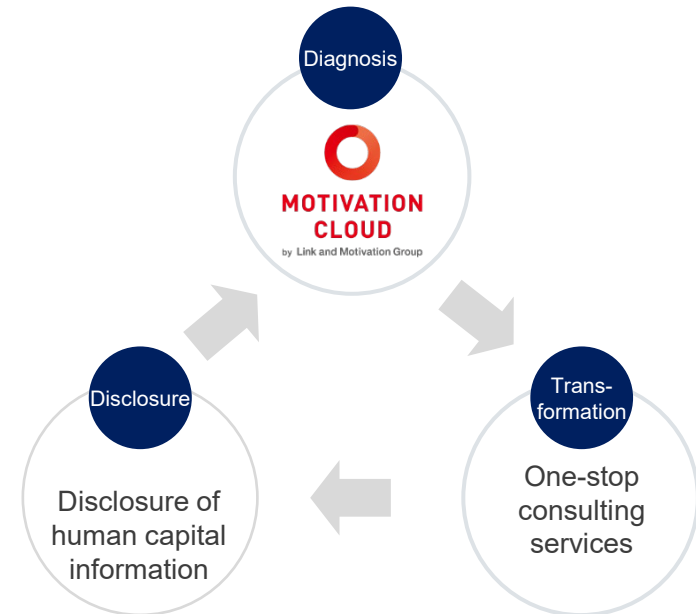 Diagnosis
MOTIVATION
CLOUD
by Link and Motivation Group
Disclosure
Disclosure of
human capital
information
Trans-
formation
One-stop
consulting
services